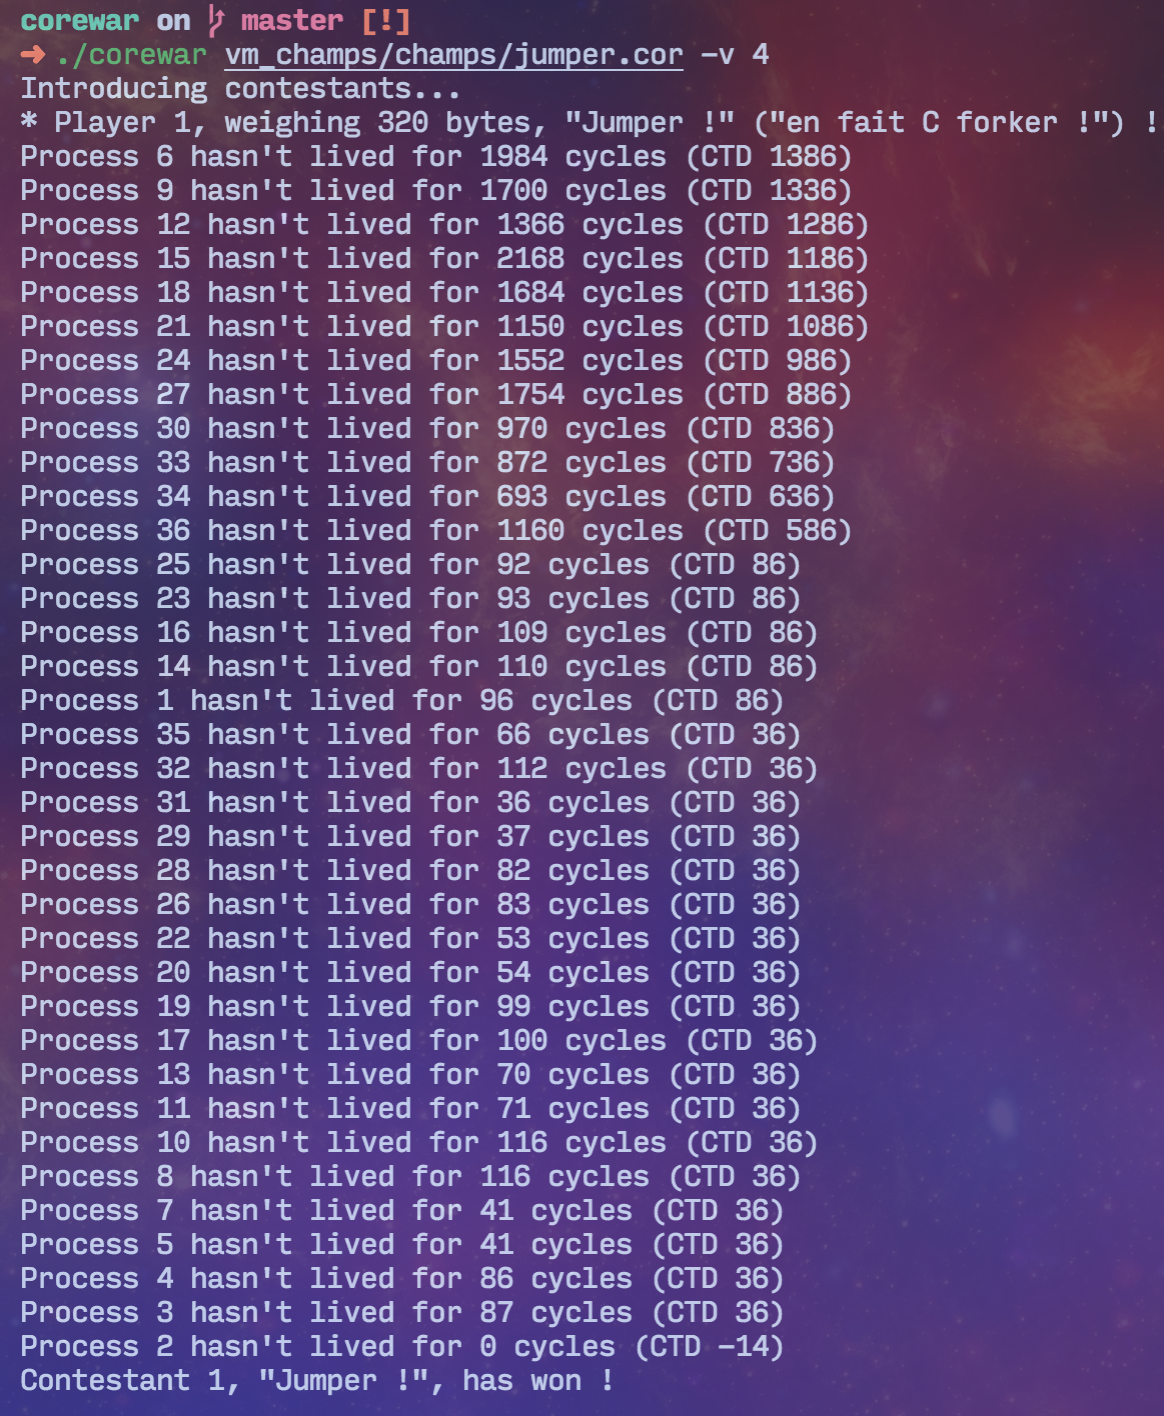 corewar on master [!]
➜ ./corewar vm_champs/champs/jumper.cor -v 4
Introducing contestants...
* Player 1, weighing 320 bytes, "Jumper !" ("en fait C forker !") !
Process 6 hasn't lived for 1984 cycles (CTD 1386)
Process 9 hasn't lived for 1700 cycles (CTD 1336)
Process 12 hasn't lived for 1366 cycles (CTD 1286)
Process 15 hasn't lived for 2168 cycles (CTD 1186)
Process 18 hasn't lived for 1684 cycles (CTD 1136)
Process 21 hasn't lived for 1150 cycles (CTD 1086)
Process 24 hasn't lived for 1552 cycles (CTD 986)
Process 27 hasn't lived for 1754 cycles (CTD 886)
Process 30 hasn't lived for 970 cycles (CTD 836)
Process 33 hasn't lived for 872 cycles (CTD 736)
Process 34 hasn't lived for 693 cycles (CTD 636)
Process 36 hasn't lived for 1160 cycles (CTD 586)
Process 25 hasn't lived for 92 cycles (CTD 86)
Process 23 hasn't lived for 93 cycles (CTD 86)
Process 16 hasn't lived for 109 cycles (CTD 86)
Process 14 hasn't lived for 110 cycles (CTD 86)
Process 1 hasn't lived for 96 cycles (CTD 86)
Process 35 hasn't lived for 66 cycles (CTD 36)
Process 32 hasn't lived for 112 cycles (CTD 36)
Process 31 hasn't lived for 36 cycles (CTD 36)
Process 29 hasn't lived for 37 cycles (CTD 36)
Process 28 hasn't lived for 82 cycles (CTD 36)
Process 26 hasn't lived for 83 cycles (CTD 36)
Process 22 hasn't lived for 53 cycles (CTD 36)
Process 20 hasn't lived for 54 cycles (CTD 36)
Process 19 hasn't lived for 99 cycles (CTD 36)
Process 17 hasn't lived for 100 cycles (CTD 36)
Process 13 hasn't lived for 70 cycles (CTD 36)
Process 11 hasn't lived for 71 cycles (CTD 36)
Process 10 hasn't lived for 116 cycles (CTD 36)
Process 8 hasn't lived for 116 cycles (CTD 36)
Process 7 hasn't lived for 41 cycles (CTD 36)
Process 5 hasn't lived for 41 cycles (CTD 36)
Process 4 hasn't lived for 86 cycles (CTD 36)
Process 3 hasn't lived for 87 cycles (CTD 36)
Process 2 hasn't lived for 0 cycles (CTD -14)
Contestant 1, "Jumper !", has won !